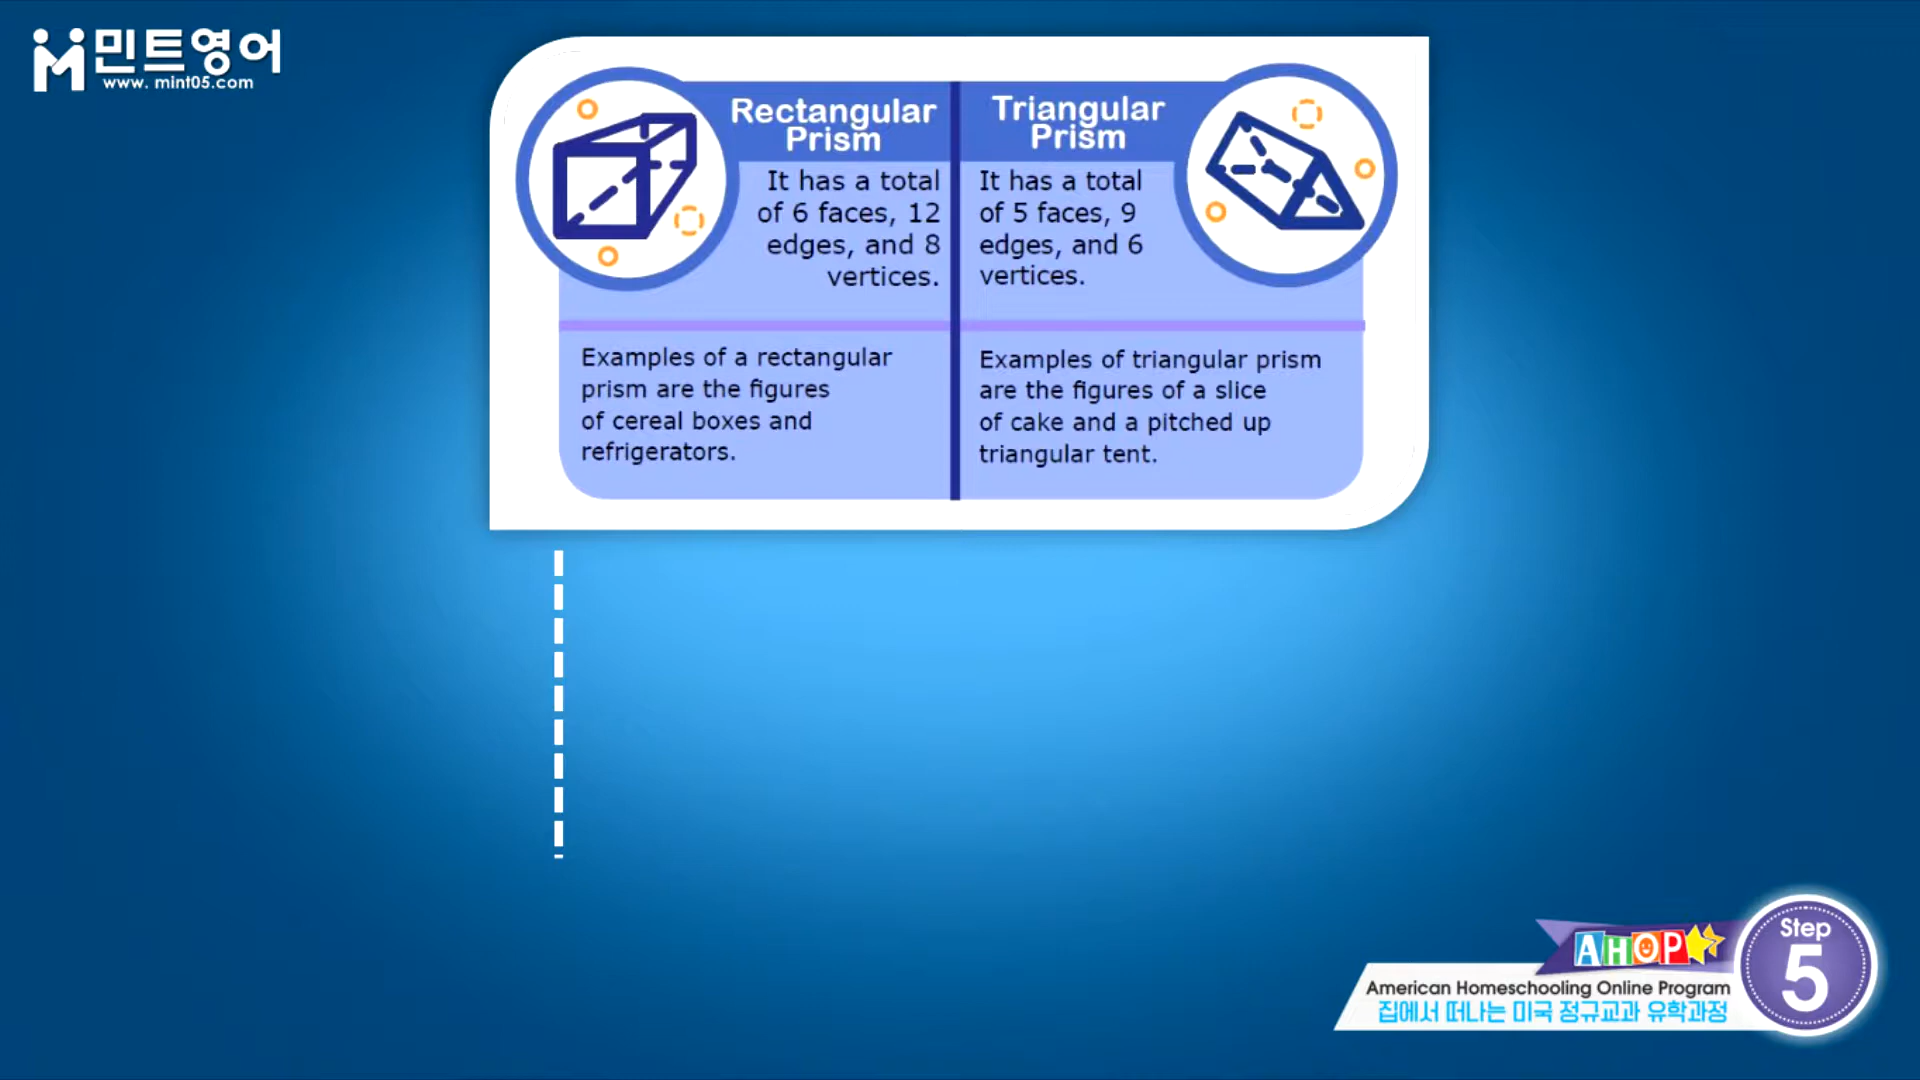 민트영어
www. mint05.com
Rectangular
Prism
It has a total
of 6 faces, 12
edges, and 8
vertices.
Triangular
Prism
It has a total
of 5 faces, 9
edges, and 6
vertices.
Examples of a rectangular
prism are the figures
of cereal boxes and
refrigerators.
Examples of triangular prism
are the figures of a slice
of cake and a pitched up
triangular tent.
AHOP
Step
5
American Homeschooling Online Program
집에서 떠나는 미국 정규교과 유학과정